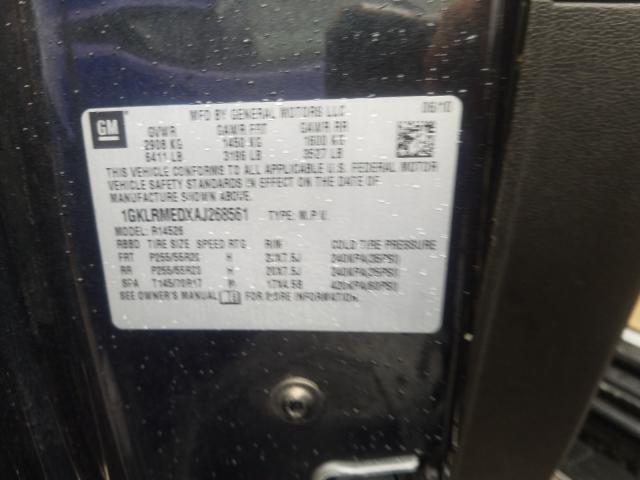 GM
MFD BY GENERAL MOTORS LLC 06/10
GVWR GAWR FRT GAWR RR
2908 KG 1450 KG 1600 KG
6411 LB 3196 LB 3527 LB
THIS VEHICLE CONFORMS TO ALL APPLICABLE U.S. FEDERAL MOTOR
VEHICLE SAFETY STANDARDS IN EFFECT ON THE DATE OF
MANUFACTURE SHOWN ABOVE.
1GKLRMEDXAJ268561 TYPE: M.P.V.
MODEL: R14526
TIRE SIZE SPEED RTG RIM COLD TIRE PRESSURE
FRT P255/55R20 H 20X7.5J 240KPA(35PSI)
RR P255/55R20 H 20X7.5J 240KPA(35PSI)
SPA T145/70R17 M 17X4.5B 420KPA(60PSI)
SEE OWNER'S MANUAL FOR MORE INFORMATION.